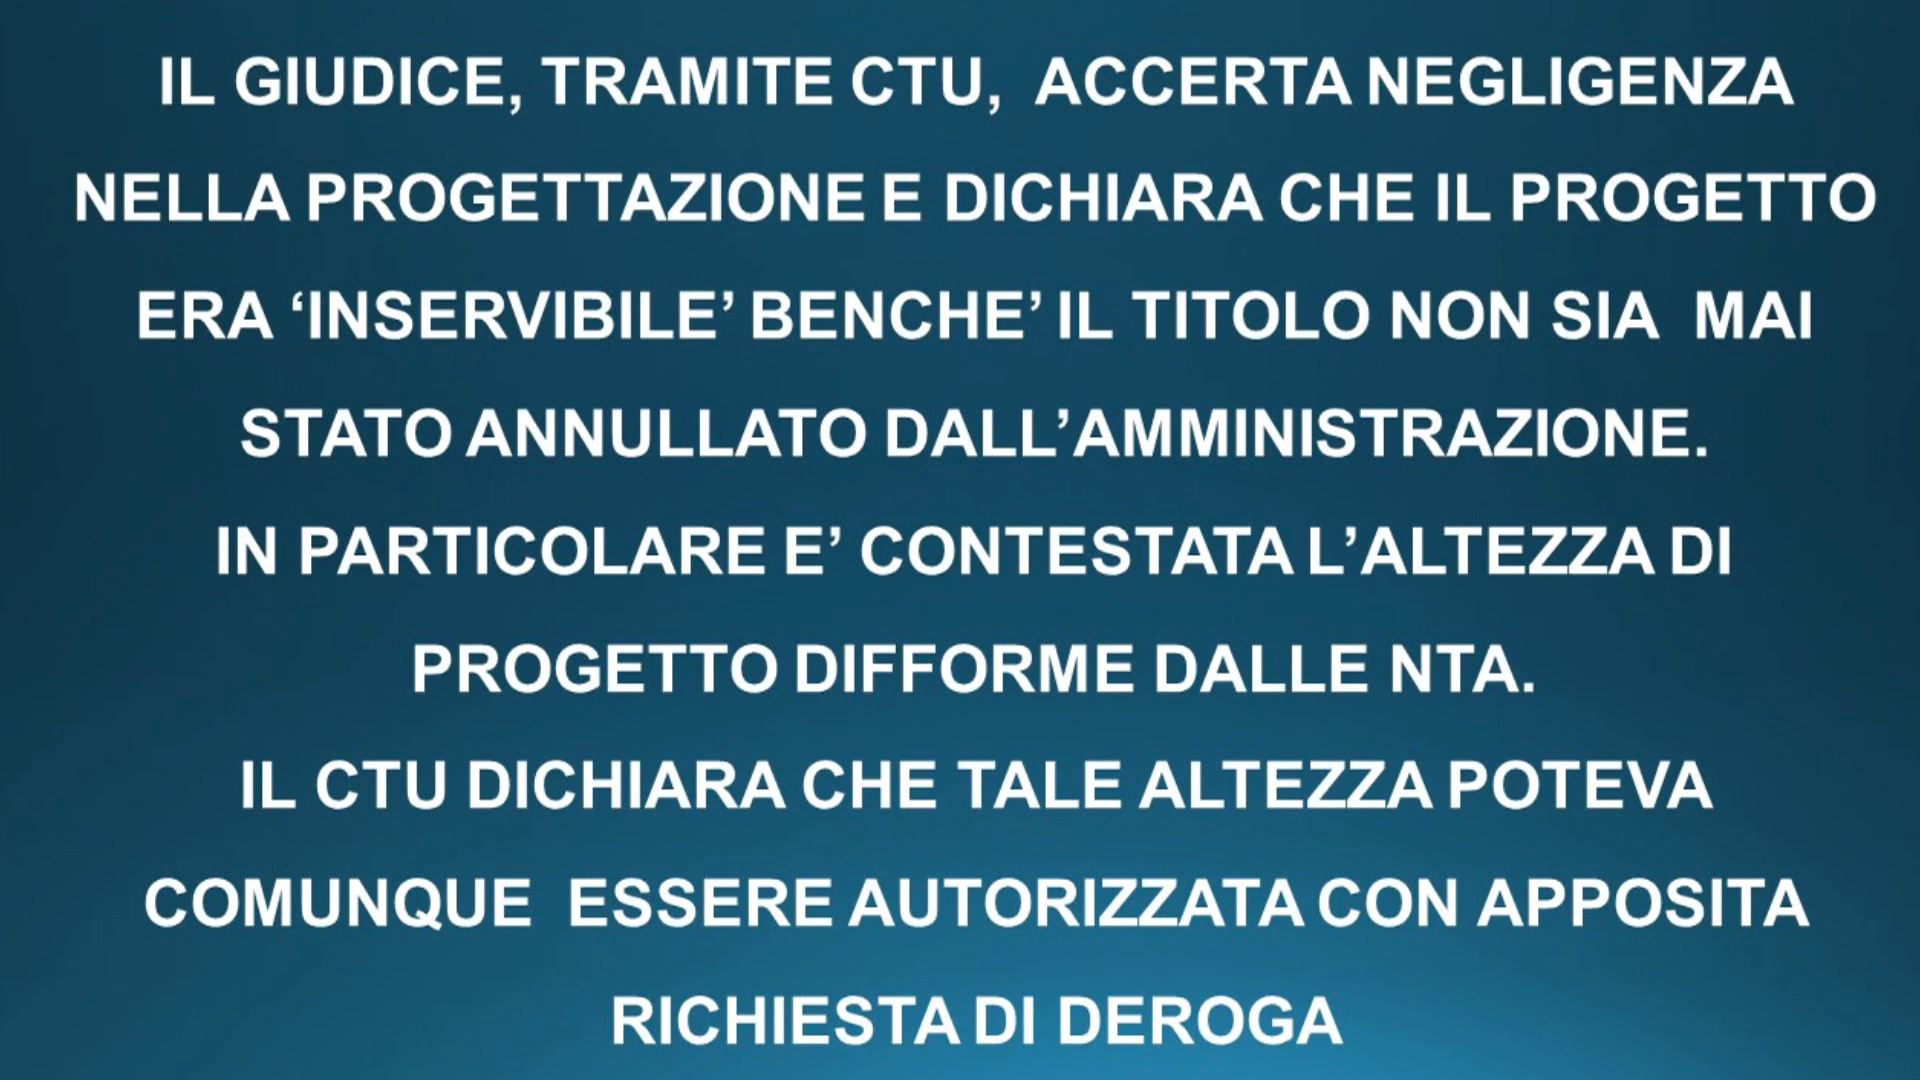 IL GIUDICE, TRAMITE CTU,  ACCERTA NEGLIGENZA
NELLA PROGETTAZIONE E DICHIARA CHE IL PROGETTO
ERA ‘INSERVIBILE’ BENCHE’ IL TITOLO NON SIA  MAI
STATO ANNULLATO DALL’AMMINISTRAZIONE.
IN PARTICOLARE E’ CONTESTATA L’ALTEZZA DI
PROGETTO DIFFORME DALLE NTA.
IL CTU DICHIARA CHE TALE ALTEZZA POTEVA
COMUNQUE  ESSERE AUTORIZZATA CON APPOSITA
RICHIESTA DI DEROGA